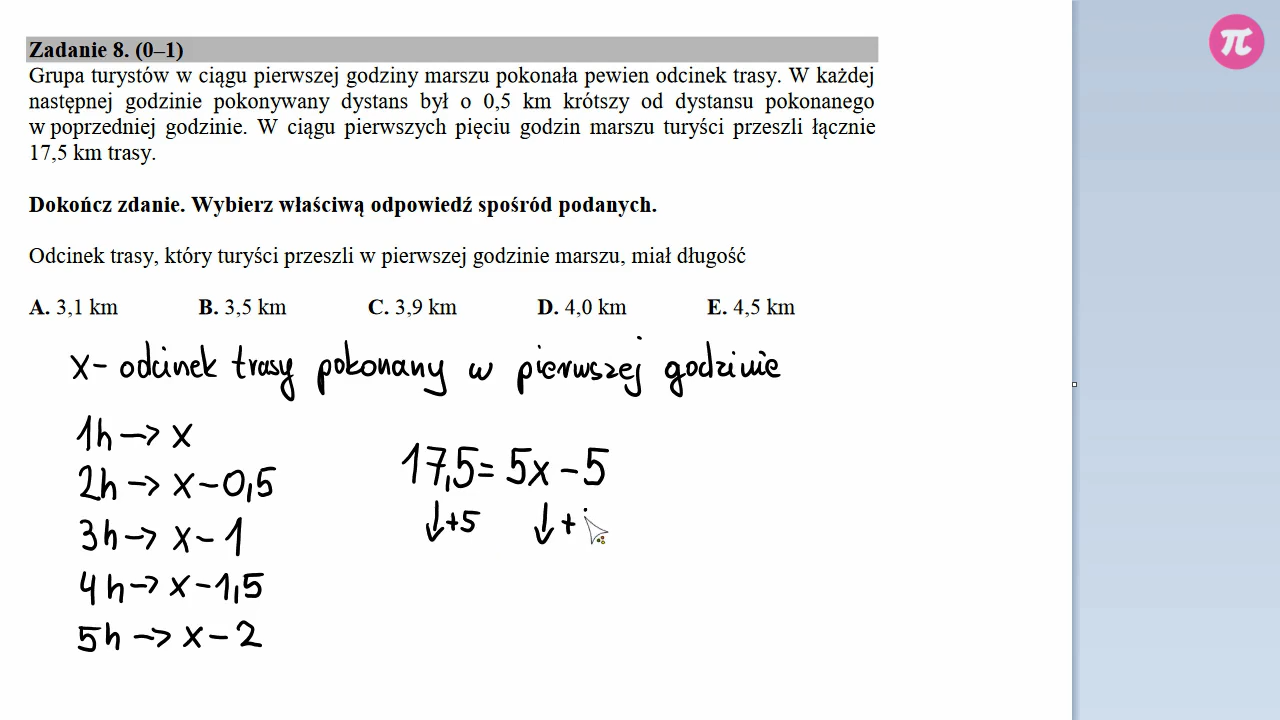 π
Zadanie 8. (0–1)
Grupa turystów w ciągu pierwszej godziny marszu pokonała pewien odcinek trasy. W każdej
następnej godzinie pokonywany dystans był o 0,5 km krótszy od dystansu pokonanego
w poprzedniej godzinie. W ciągu pierwszych pięciu godzin marszu turyści przeszli łącznie
17,5 km trasy.
Dokończ zdanie. Wybierz właściwą odpowiedź spośród podanych.
Odcinek trasy, który turyści przeszli w pierwszej godzinie marszu, miał długość
A. 3,1 km B. 3,5 km C. 3,9 km D. 4,0 km E. 4,5 km
x – odcinek trasy pokonany w pierwszej godzinie
1h → x
2h → x – 0,5
3h → x – 1
4h → x – 1,5
5h → x – 2
17,5 = 5x – 5
↓ +5 ↓ +